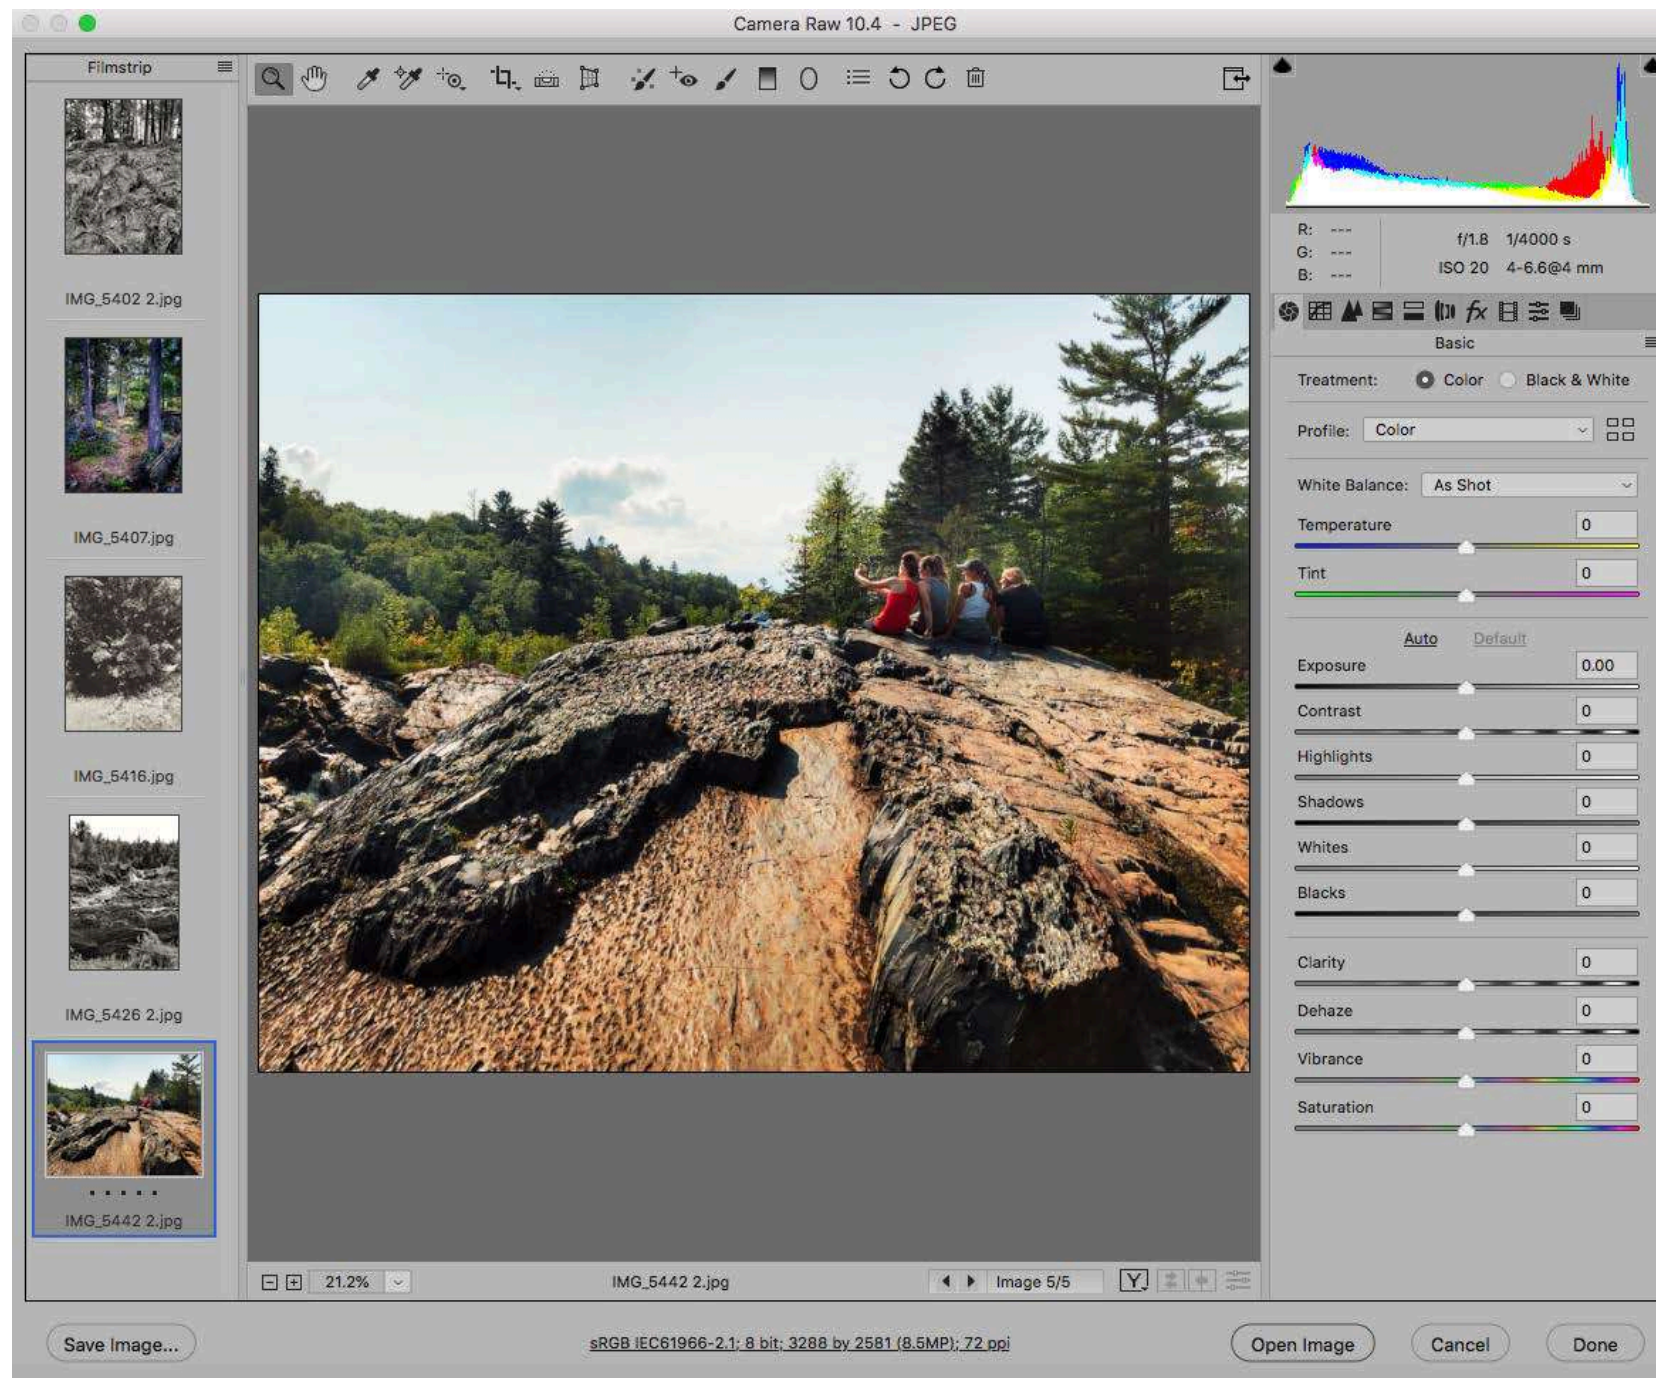 Camera Raw 10.4 - JPEG
Filmstrip
IMG_5402 2.jpg
IMG_5407.jpg
IMG_5416.jpg
IMG_5426 2.jpg
IMG_5442 2.jpg
21.2%
IMG_5442 2.jpg
Image 5/5
Y
R: ---
G: ---
B: ---
f/1.8 1/4000 s
ISO 20 4-6.6@4 mm
fx
Basic
Treatment: Color Black & White
Profile: Color
White Balance: As Shot
Temperature 0
Tint 0
Auto Default
Exposure 0.00
Contrast 0
Highlights 0
Shadows 0
Whites 0
Blacks 0
Clarity 0
Dehaze 0
Vibrance 0
Saturation 0
Save Image...
sRGB IEC61966-2.1; 8 bit; 3288 by 2581 (8.5MP); 72 ppi
Open Image
Cancel
Done